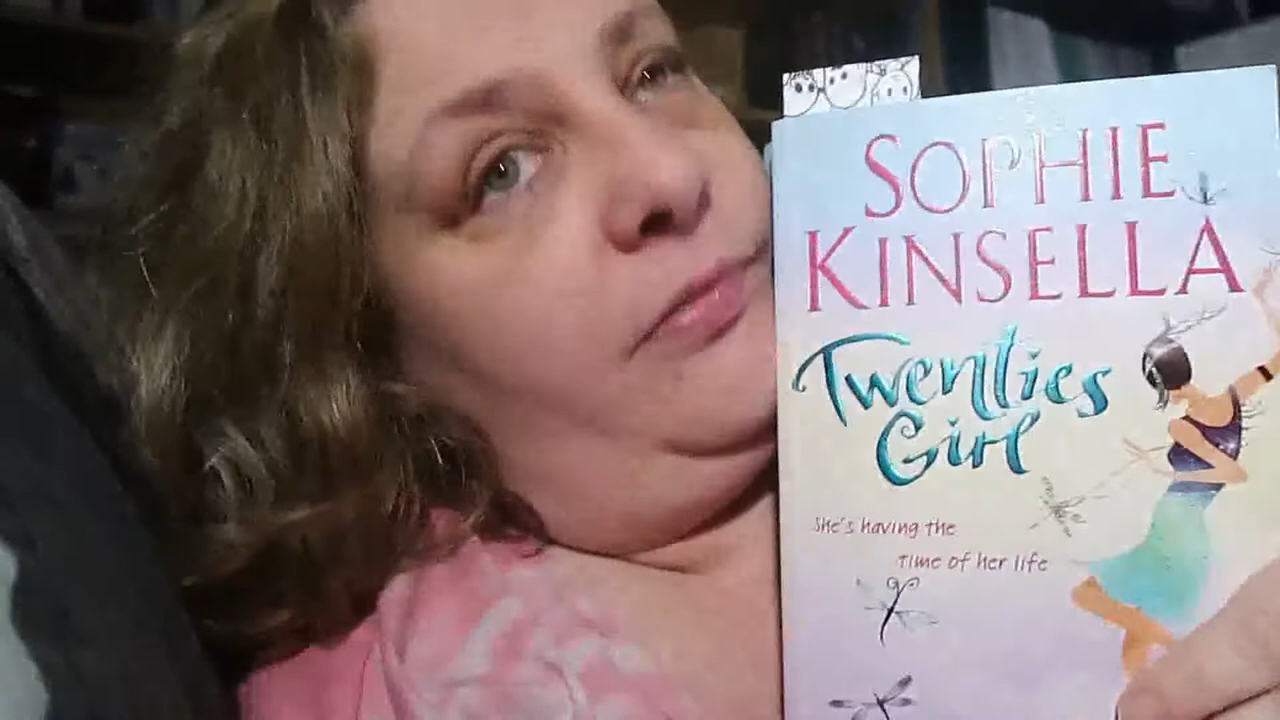 SOPHIE
KINSELLA
Twenties
Girl
She's having the
time of her life